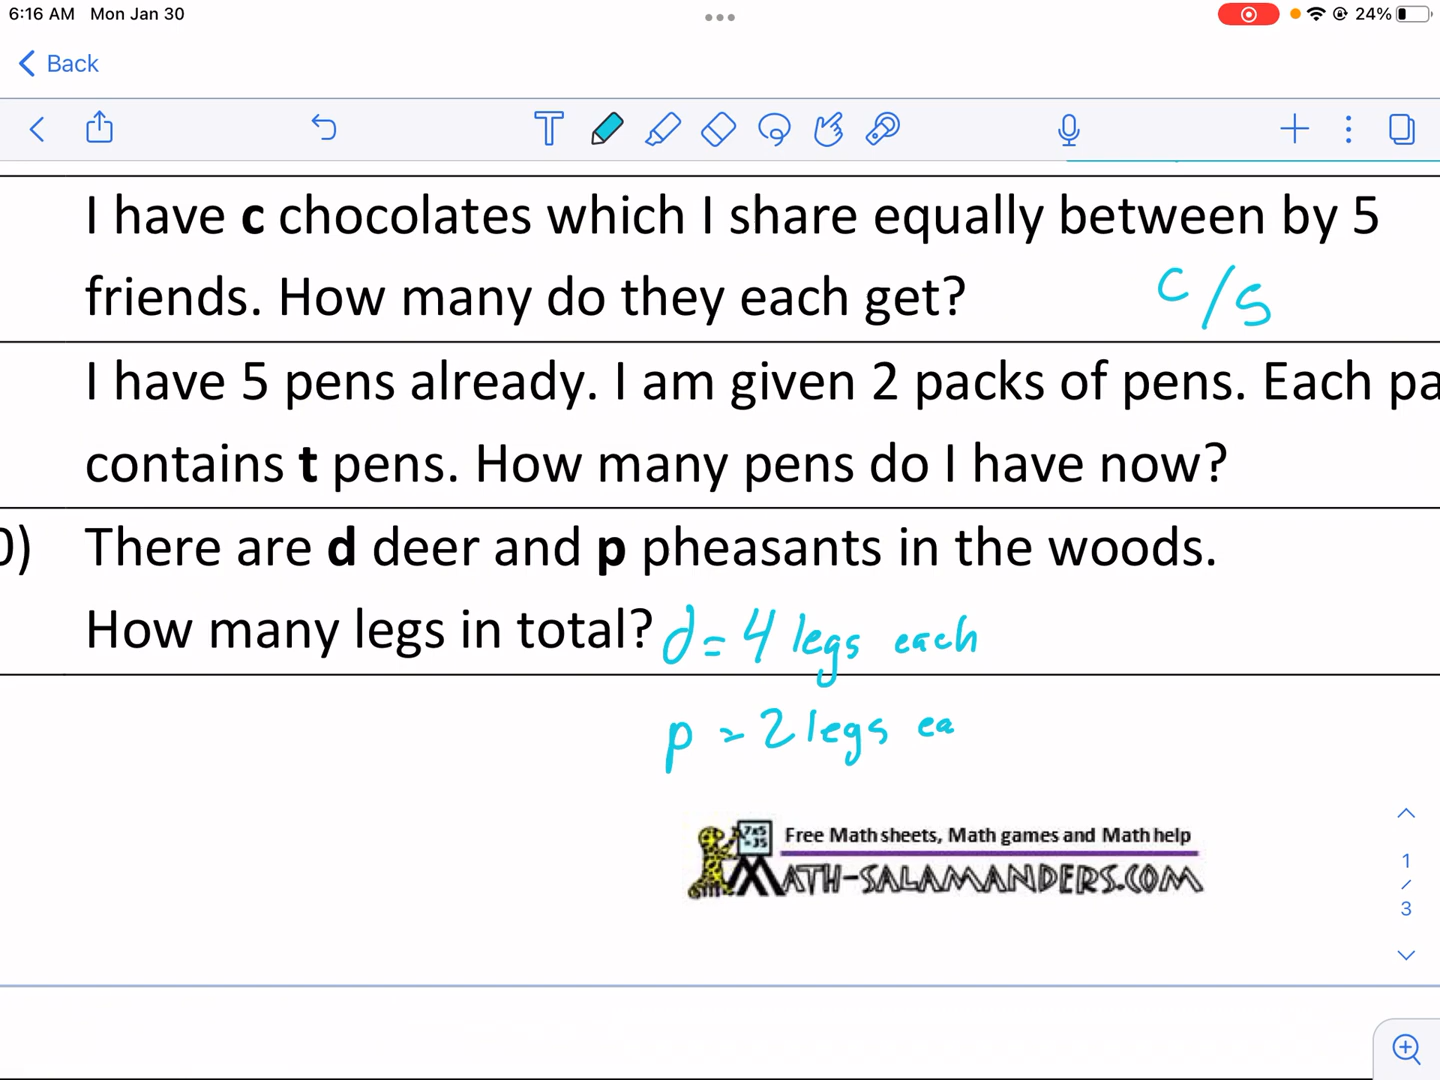 6:16 AM Mon Jan 30
24%
Back
I have c chocolates which I share equally between by 5
friends. How many do they each get?
c/5
I have 5 pens already. I am given 2 packs of pens. Each pa
contains t pens. How many pens do I have now?
0) There are d deer and p pheasants in the woods.
How many legs in total? d = 4 legs each
p = 2 legs ea
7x5
=35
Free Math sheets, Math games and Math help
MATH-SALAMANDERS.COM
1
/
3